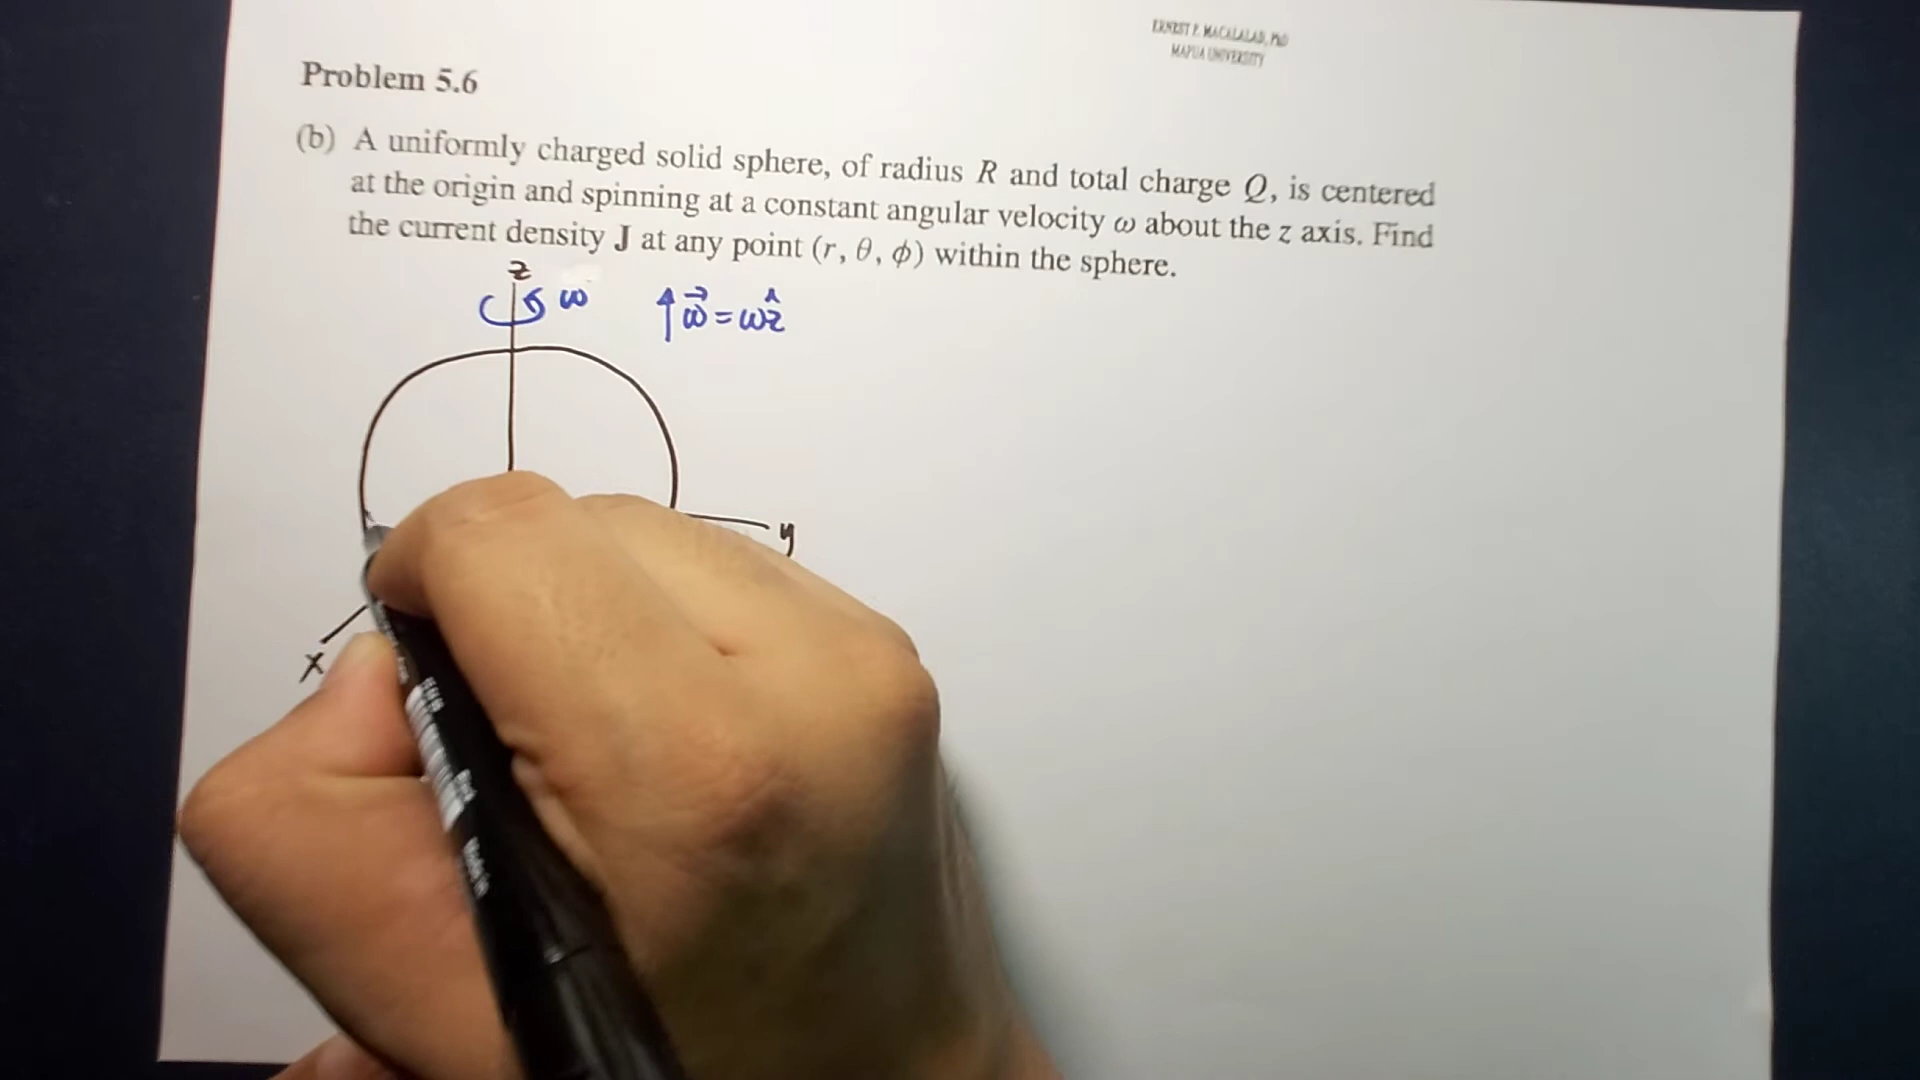 ERNEST P. MACALALAD, PhD
MAPUA UNIVERSITY
Problem 5.6
(b) A uniformly charged solid sphere, of radius R and total charge Q, is centered
at the origin and spinning at a constant angular velocity ω about the z axis. Find
the current density J at any point (r, θ, ϕ) within the sphere.
z
ω
↑ω⃗ = ωẑ
y
x